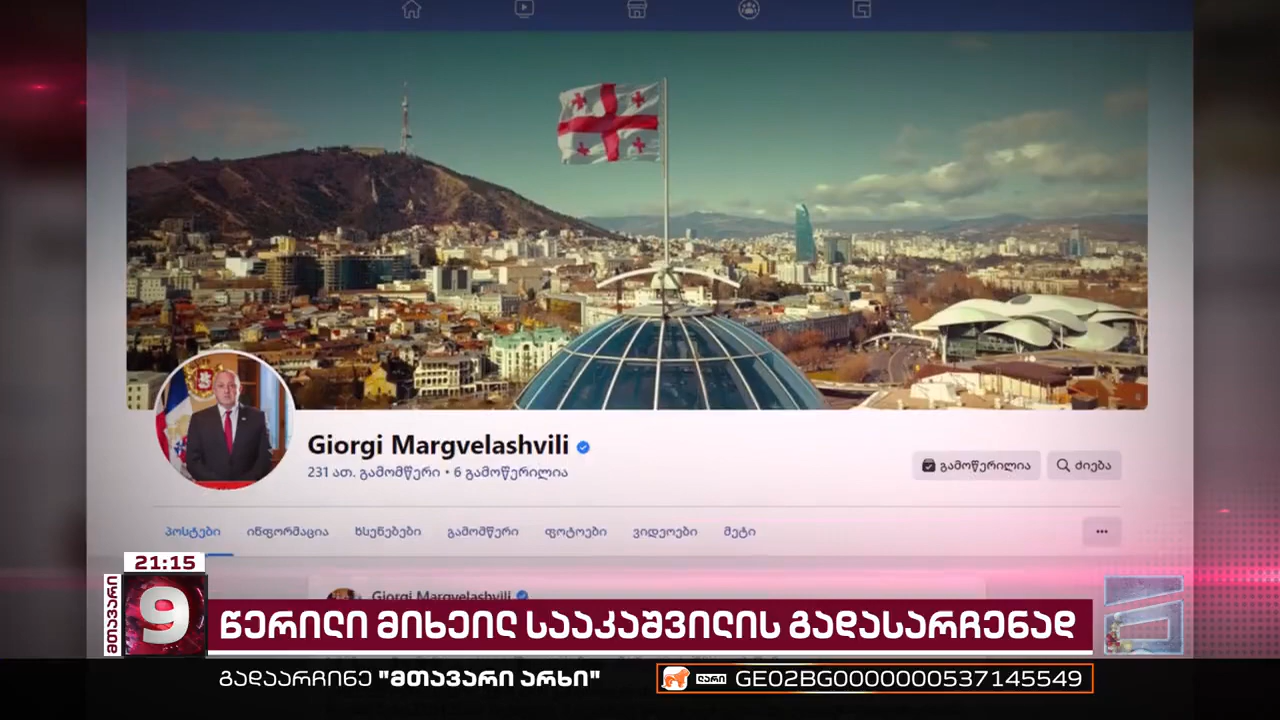 Giorgi Margvelashvili
231 ათ. გამომწერი • 6 გამოწერილია
გამოწერილია
ძიება
პოსტები ინფორმაცია ხსენებები გამომწერი ფოტოები ვიდეოები მეტი
Giorgi Margvelashvili
21:15
მთავარი
9
წერილი მიხეილ სააკაშვილის გადასარჩენად
გადაარჩინე "მთავარი არხი"
ლარი GE02BG0000000537145549